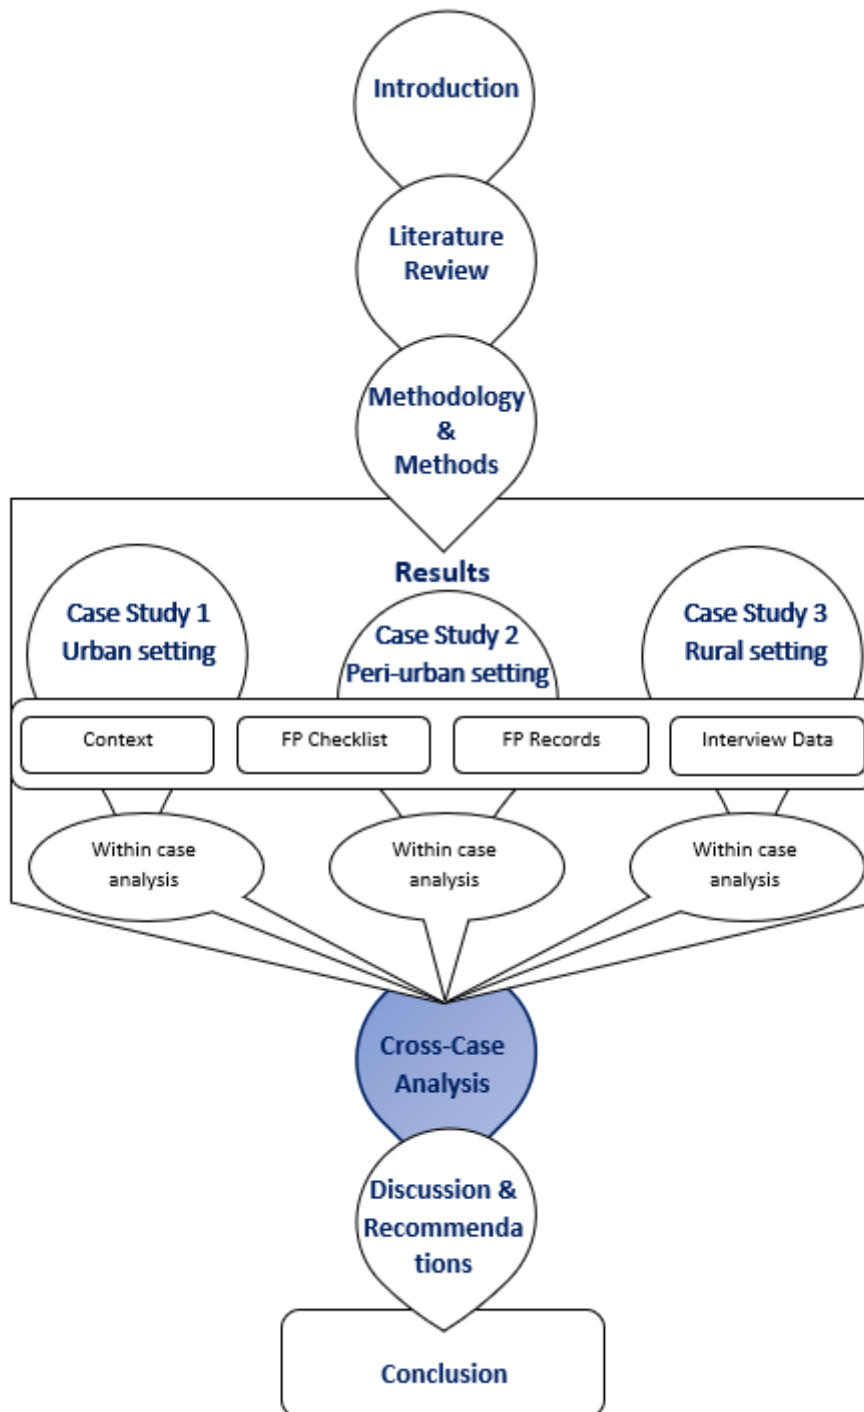 Introduction
Literature
Review
Methodology
&
Methods
Results
Case Study 1
Urban setting
Case Study 2
Peri-urban setting
Case Study 3
Rural setting
Context
FP Checklist
FP Records
Interview Data
Within case
analysis
Within case
analysis
Within case
analysis
Cross-Case
Analysis
Discussion &
Recommenda
tions
Conclusion